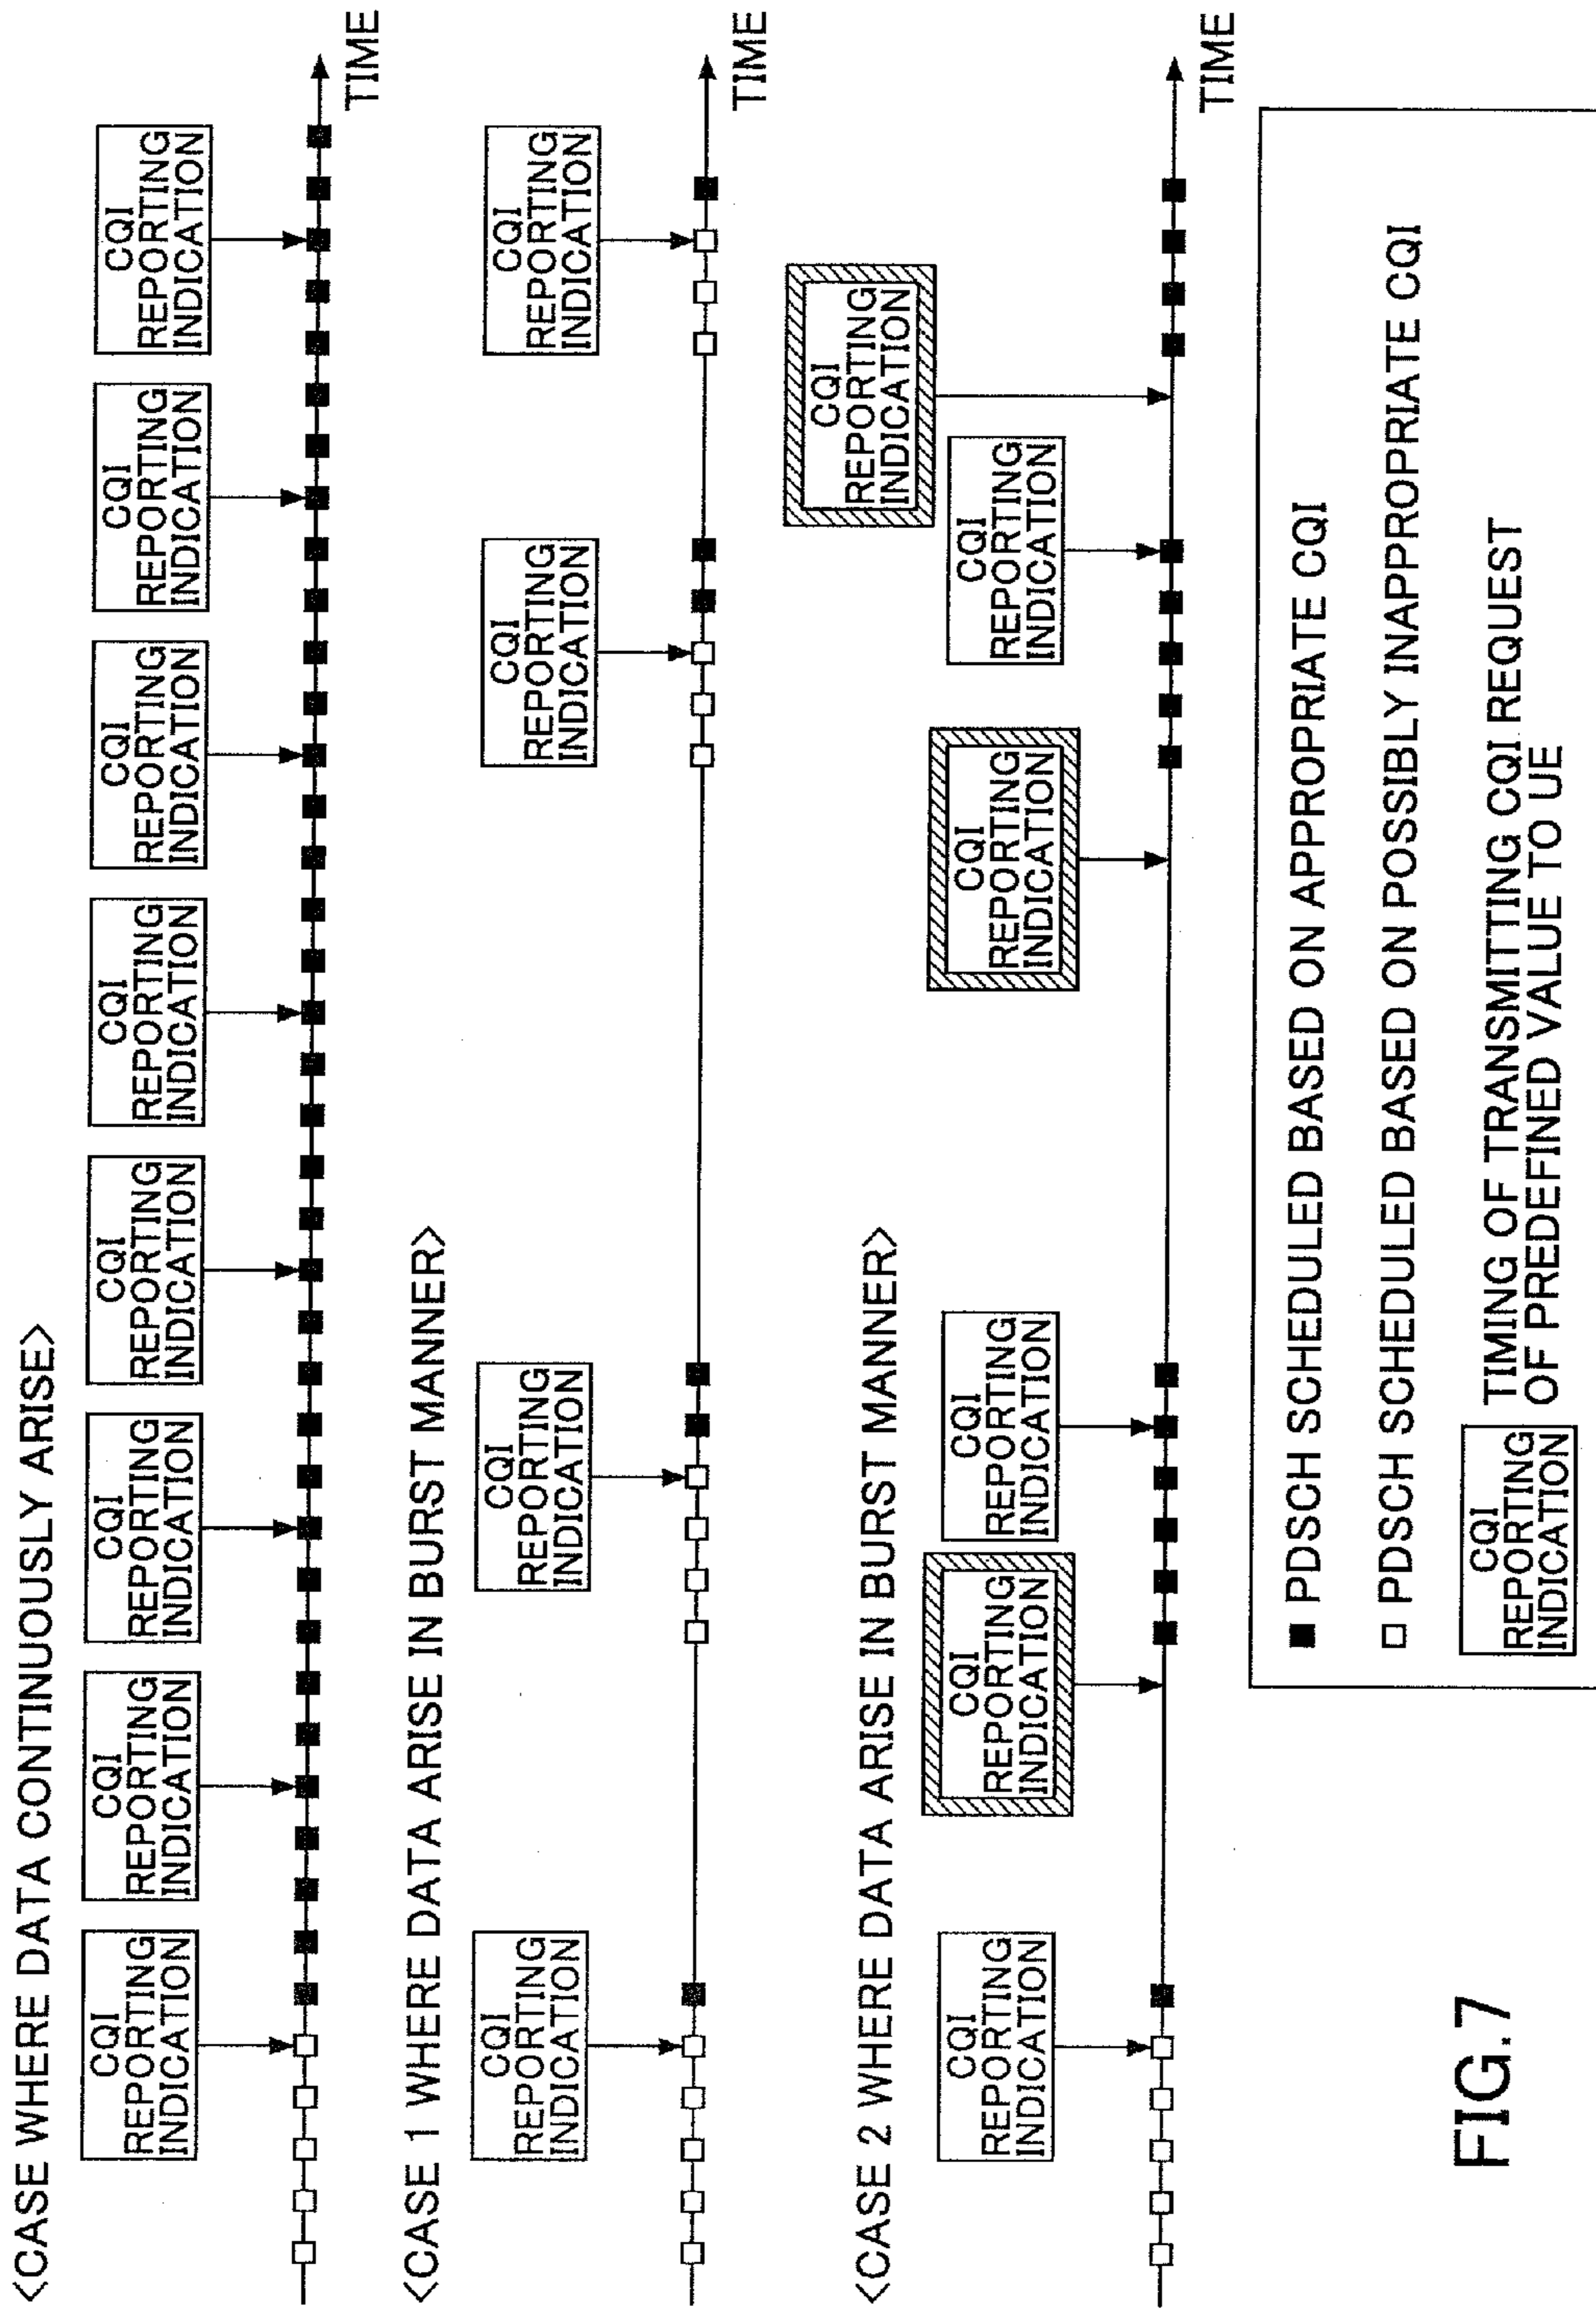 <CASE WHERE DATA CONTINUOUSLY ARISE>
CQI
REPORTING
INDICATION
CQI
REPORTING
INDICATION
CQI
REPORTING
INDICATION
CQI
REPORTING
INDICATION
CQI
REPORTING
INDICATION
CQI
REPORTING
INDICATION
CQI
REPORTING
INDICATION
CQI
REPORTING
INDICATION
TIME
<CASE 1 WHERE DATA ARISE IN BURST MANNER>
CQI
REPORTING
INDICATION
CQI
REPORTING
INDICATION
CQI
REPORTING
INDICATION
CQI
REPORTING
INDICATION
TIME
<CASE 2 WHERE DATA ARISE IN BURST MANNER>
CQI
REPORTING
INDICATION
CQI
REPORTING
INDICATION
CQI
REPORTING
INDICATION
CQI
REPORTING
INDICATION
CQI
REPORTING
INDICATION
CQI
REPORTING
INDICATION
TIME
PDSCH SCHEDULED BASED ON APPROPRIATE CQI
PDSCH SCHEDULED BASED ON POSSIBLY INAPPROPRIATE CQI
CQI
REPORTING
INDICATION
TIMING OF TRANSMITTING CQI REQUEST
OF PREDEFINED VALUE TO UE
FIG.7